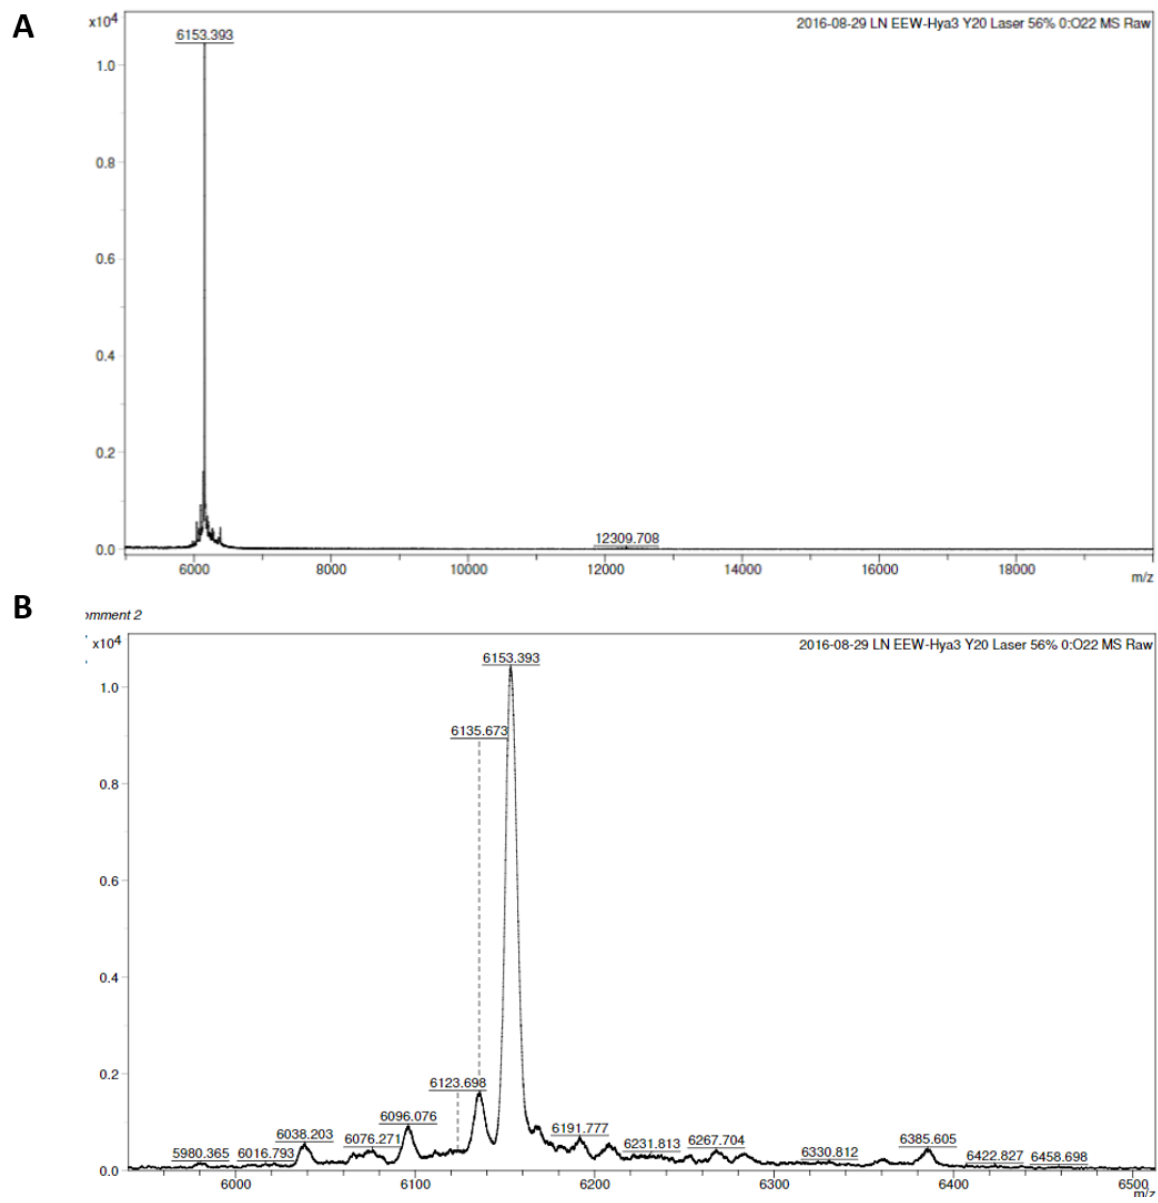 A
x10⁴
2016-08-29 LN EEW-Hya3 Y20 Laser 56% 0:O22 MS Raw
6153.393
1.0
0.8
0.6
0.4
0.2
12309.708
0.0
6000 8000 10000 12000 14000 16000 18000
m/z
B
omment 2
x10⁴
2016-08-29 LN EEW-Hya3 Y20 Laser 56% 0:O22 MS Raw
6153.393
1.0
6135.673
0.8
0.6
0.4
0.2
6123.698
6096.076
6038.203 6076.271 6191.777
5980.365 6016.793 6231.813 6267.704 6330.812 6385.605 6422.827 6458.698
0.0
6000 6100 6200 6300 6400 6500
m/z